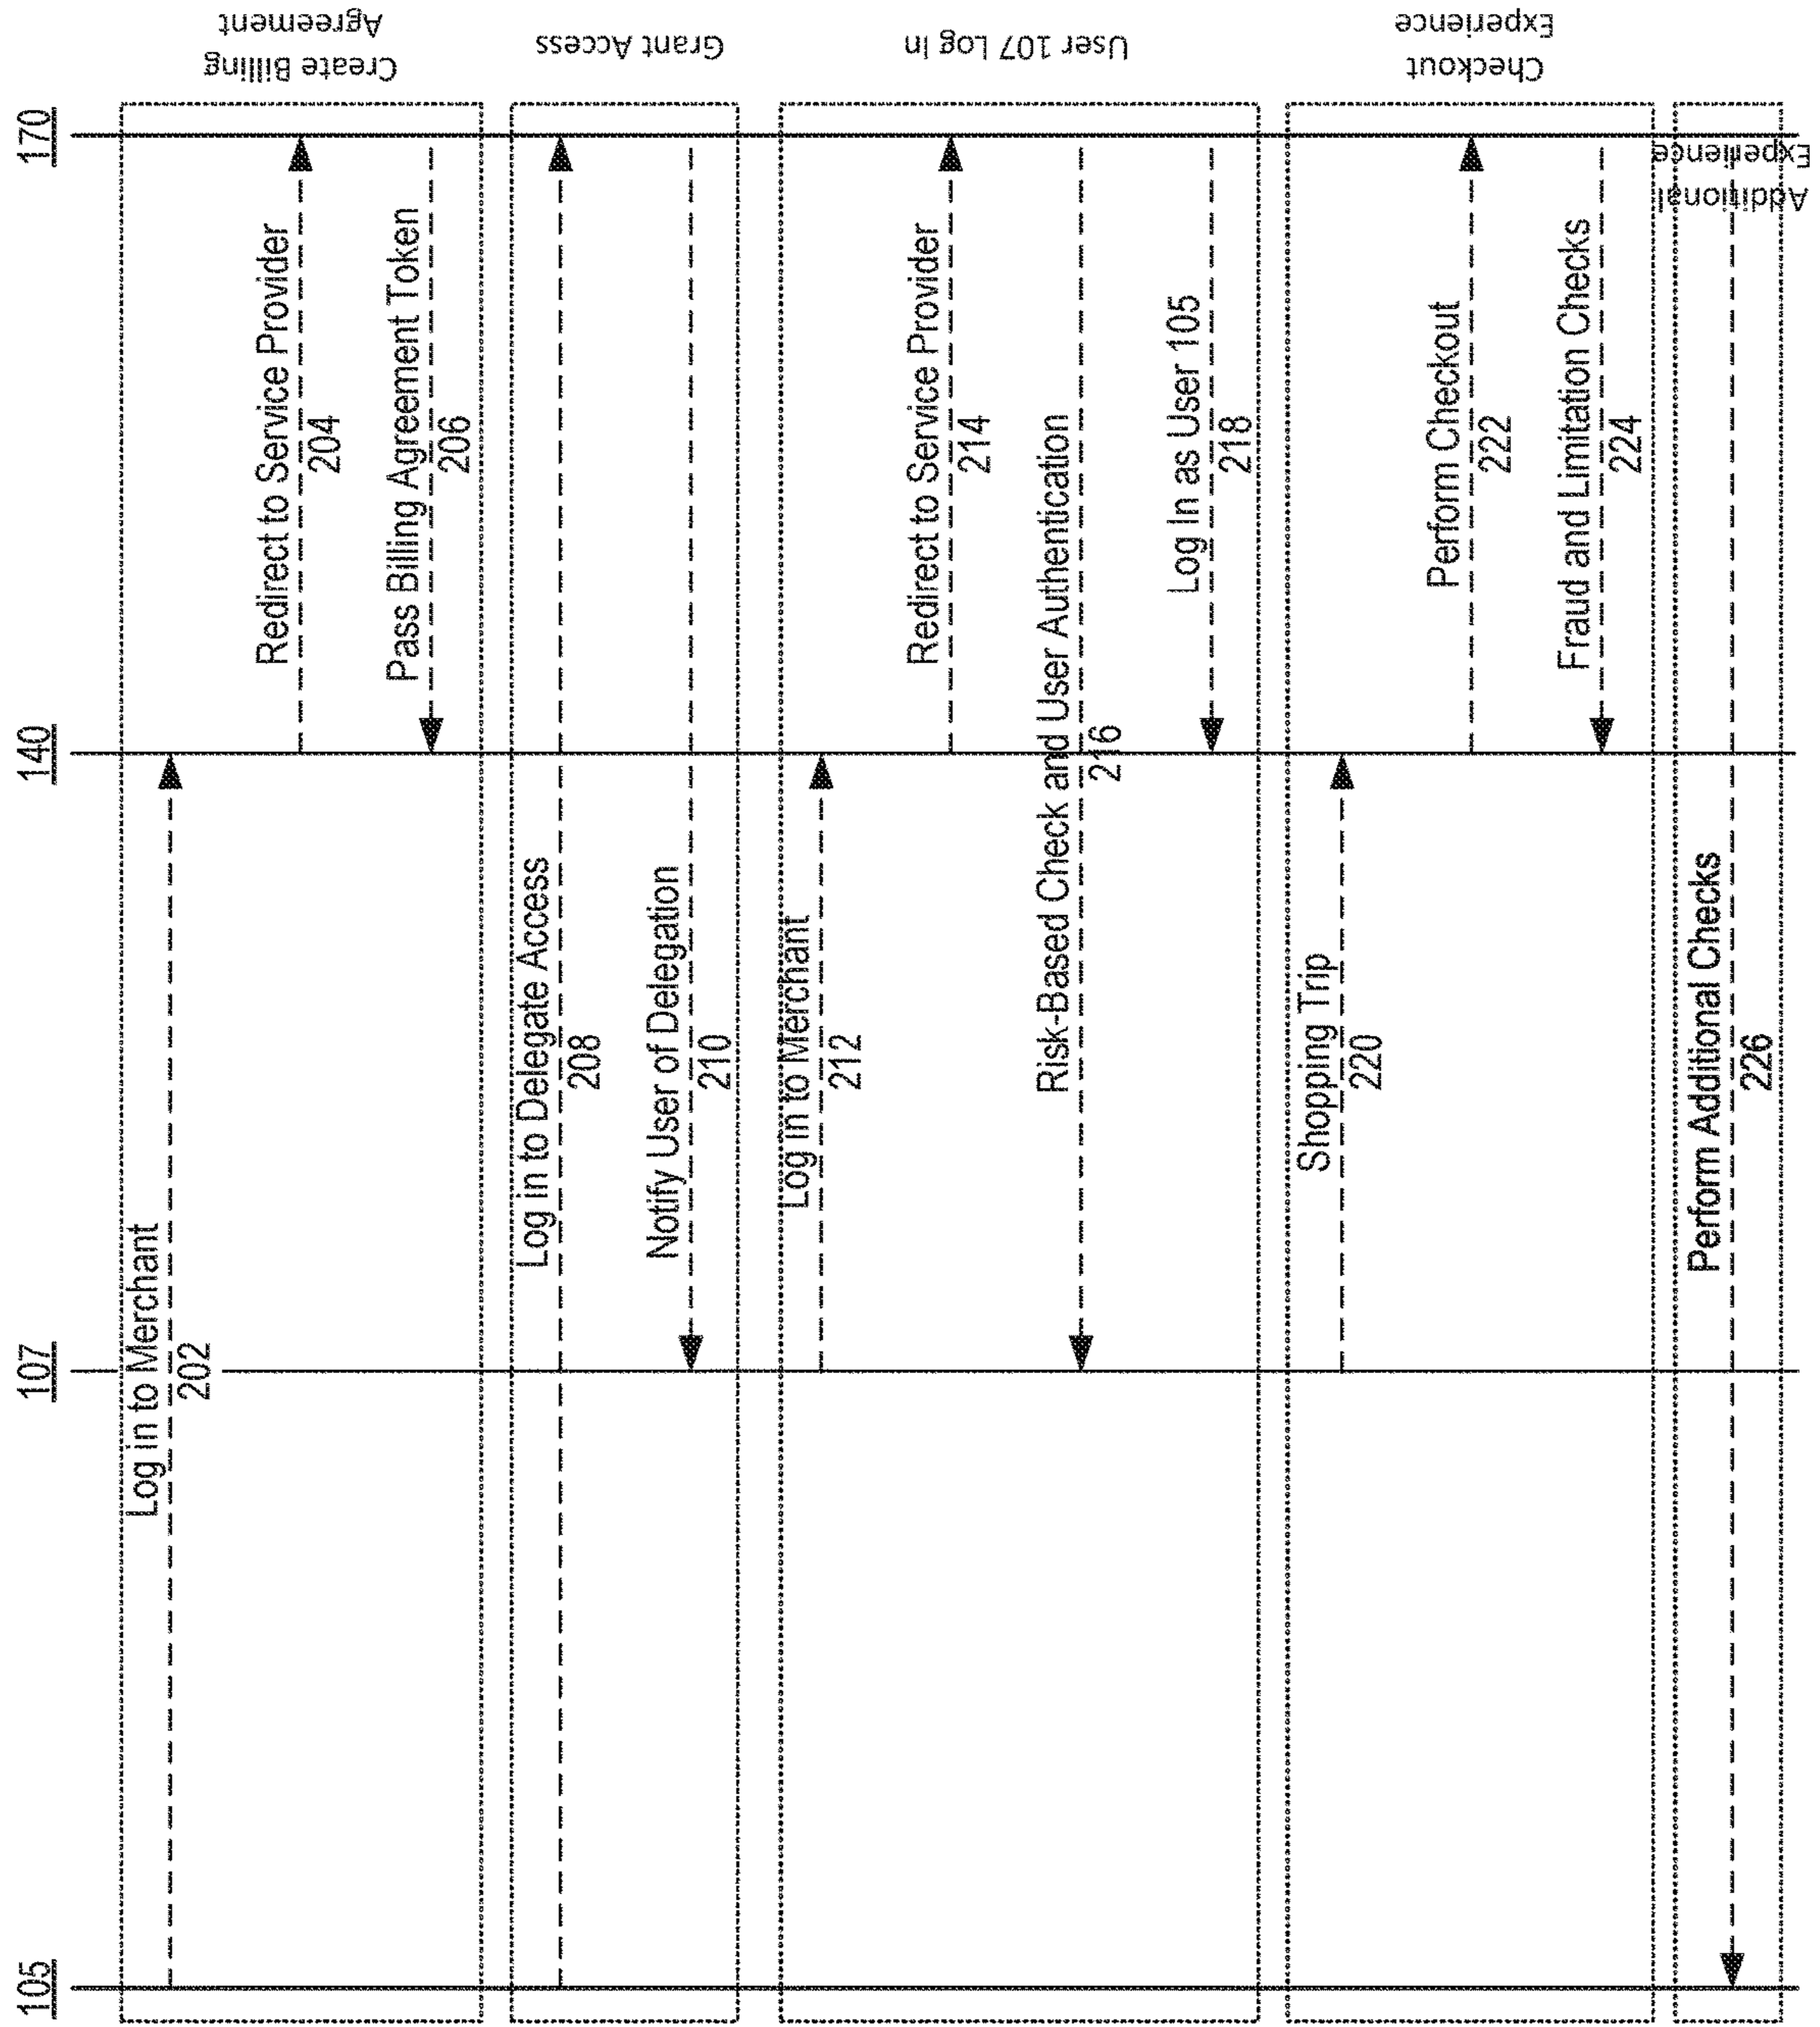 105
107
140
170
Create Billing
Agreement
Log in to Merchant
202
Redirect to Service Provider
204
Pass Billing Agreement Token
206
Grant Access
Log in to Delegate Access
208
Notify User of Delegation
210
User 107 Log In
Log in to Merchant
212
Redirect to Service Provider
214
Risk-Based Check and User Authentication
216
Log In as User 105
218
Checkout
Experience
Shopping Trip
220
Perform Checkout
222
Fraud and Limitation Checks
224
Additional
Experience
Perform Additional Checks
226